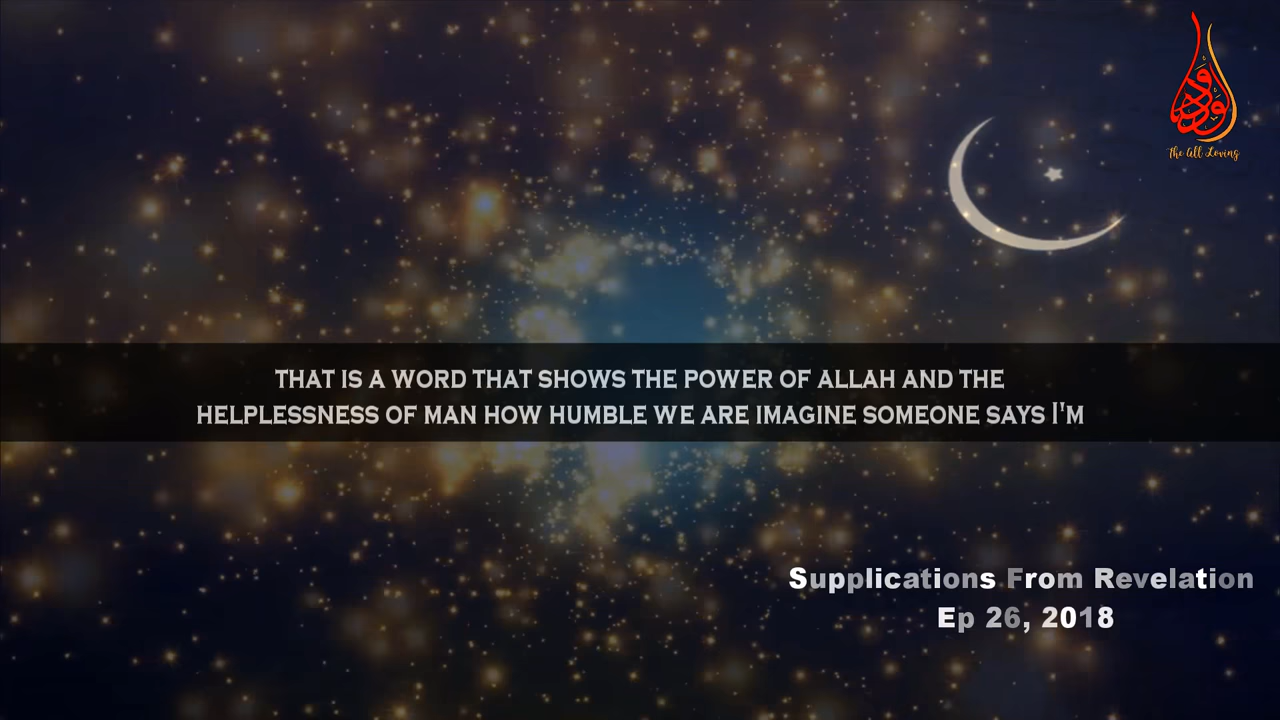 الودود
The All Loving
THAT IS A WORD THAT SHOWS THE POWER OF ALLAH AND THE
HELPLESSNESS OF MAN HOW HUMBLE WE ARE IMAGINE SOMEONE SAYS I'M
Supplications From Revelation
Ep 26, 2018